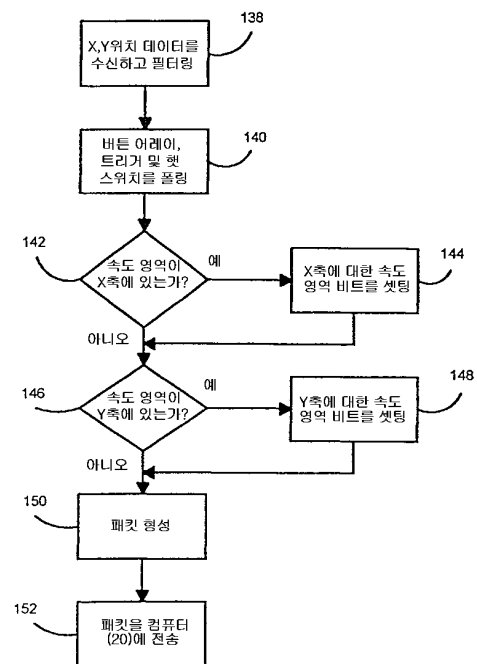 138
X,Y위치 데이터를
수신하고 필터링
140
버튼 어레이,
트리거 및 햇
스위치를 폴링
142
속도 영역이
X축에 있는가?
예
144
X축에 대한 속도
영역 비트를 셋팅
아니오
146
속도 영역이
Y축에 있는가?
예
148
Y축에 대한 속도
영역 비트를 셋팅
아니오
150
패킷 형성
152
패킷을 컴퓨터
(20)에 전송